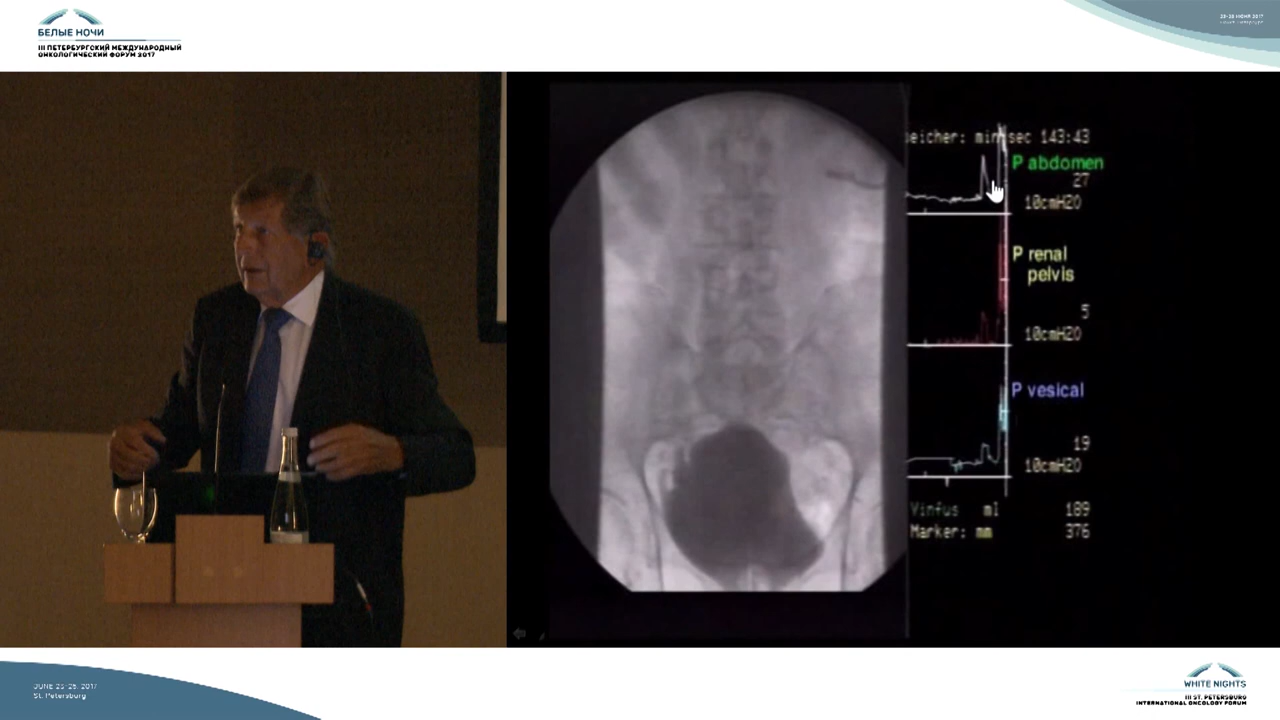 БЕЛЫЕ НОЧИ
III ПЕТЕРБУРГСКИЙ МЕЖДУНАРОДНЫЙ
ОНКОЛОГИЧЕСКИЙ ФОРУМ 2017
eicher: min sec 143:43
P abdomen
27
10cmH2O
P renal
pelvis
5
10cmH2O
P vesical
19
10cmH2O
Vinfus ml 189
Marker: mm 376
JUNE 23-25, 2017
St. Petersburg
WHITE NIGHTS
III ST. PETERSBURG
INTERNATIONAL ONCOLOGY FORUM